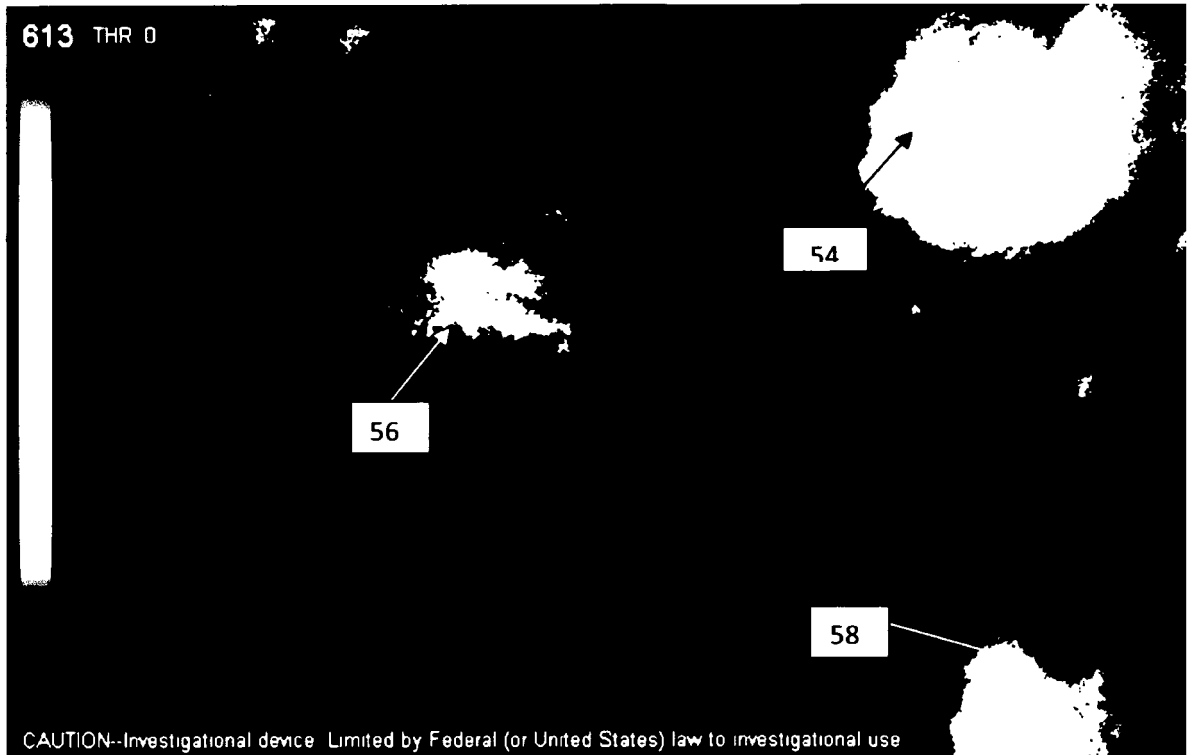 613 THR 0
54
56
58
CAUTION--Investigational device Limited by Federal (or United States) law to investigational use